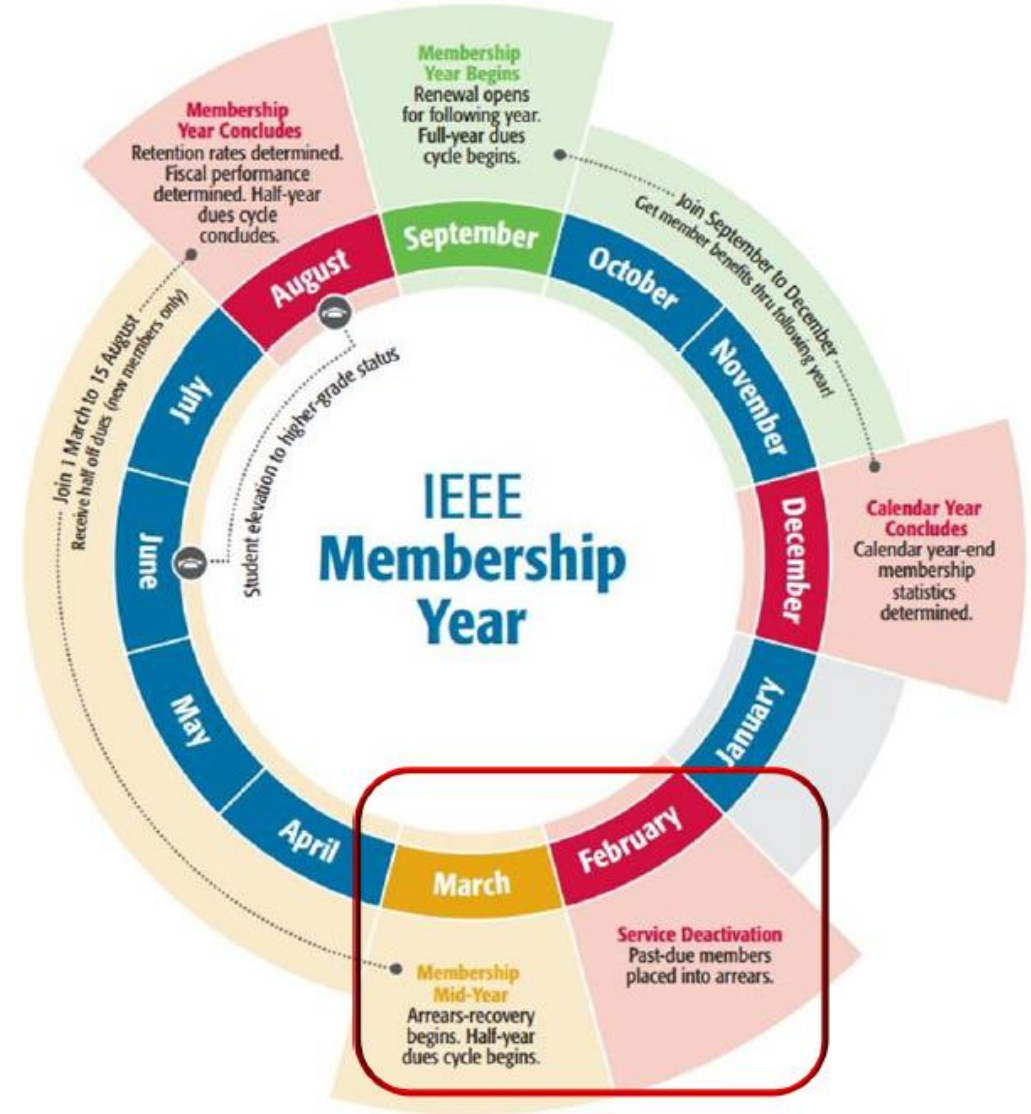 Membership
Year Begins
Renewal opens
for following year.
Full-year dues
cycle begins.
Membership
Year Concludes
Retention rates determined.
Fiscal performance
determined. Half-year
dues cycle
concludes.
Join September to December
Get member benefits thru following year!
September
October
November
December
January
February
March
April
May
June
July
August
Calendar Year
Concludes
Calendar year-end
membership
statistics
determined.
Service Deactivation
Past-due members
placed into arrears.
Membership
Mid-Year
Arrears-recovery
begins. Half-year
dues cycle begins.
Join 1 March to 15 August
Receive half off dues (new members only)
Student elevation to higher-grade status
IEEE
Membership
Year